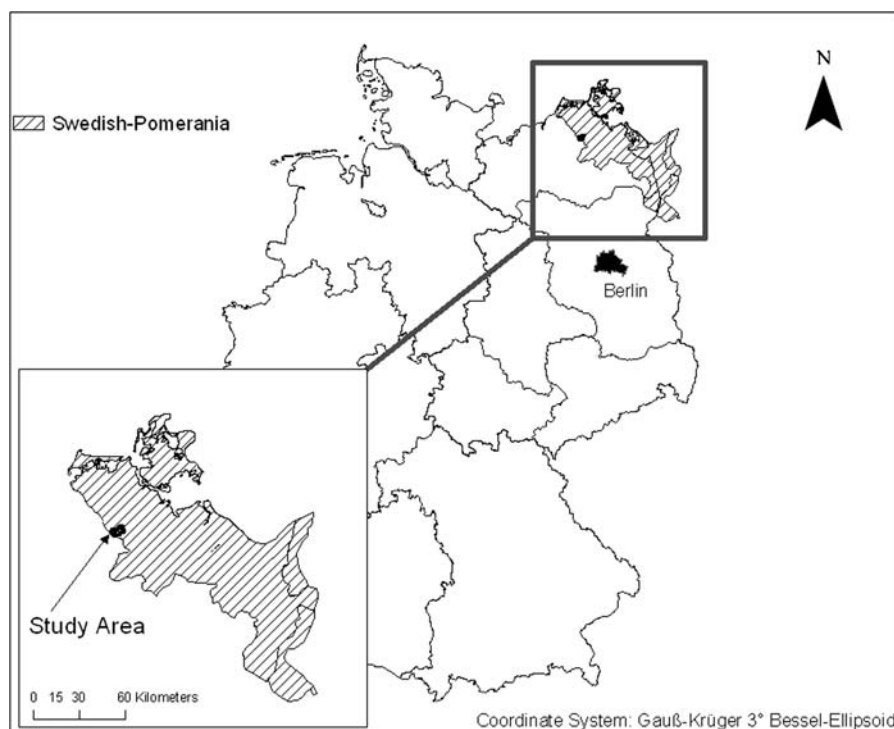 N
Swedish-Pomerania
Berlin
Study Area
0 15 30 60 Kilometers
Coordinate System: Gauß-Krüger 3° Bessel-Ellipsoid